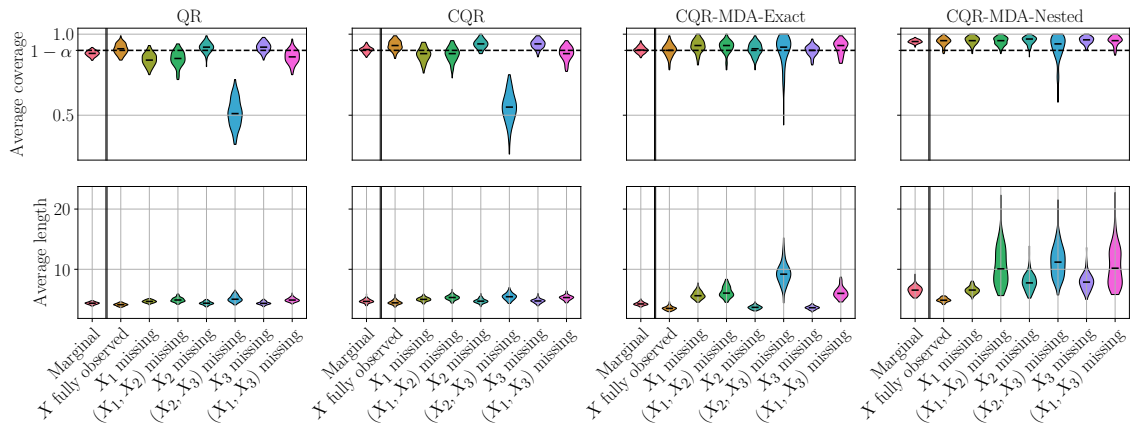 QR
CQR
CQR-MDA-Exact
CQR-MDA-Nested
Average coverage
1.0
1 − α
0.5
Average length
20
10
Marginal
X fully observed
X₁ missing
(X₁, X₂) missing
X₂ missing
(X₂, X₃) missing
X₃ missing
(X₁, X₃) missing
Marginal
X fully observed
X₁ missing
(X₁, X₂) missing
X₂ missing
(X₂, X₃) missing
X₃ missing
(X₁, X₃) missing
Marginal
X fully observed
X₁ missing
(X₁, X₂) missing
X₂ missing
(X₂, X₃) missing
X₃ missing
(X₁, X₃) missing
Marginal
X fully observed
X₁ missing
(X₁, X₂) missing
X₂ missing
(X₂, X₃) missing
X₃ missing
(X₁, X₃) missing